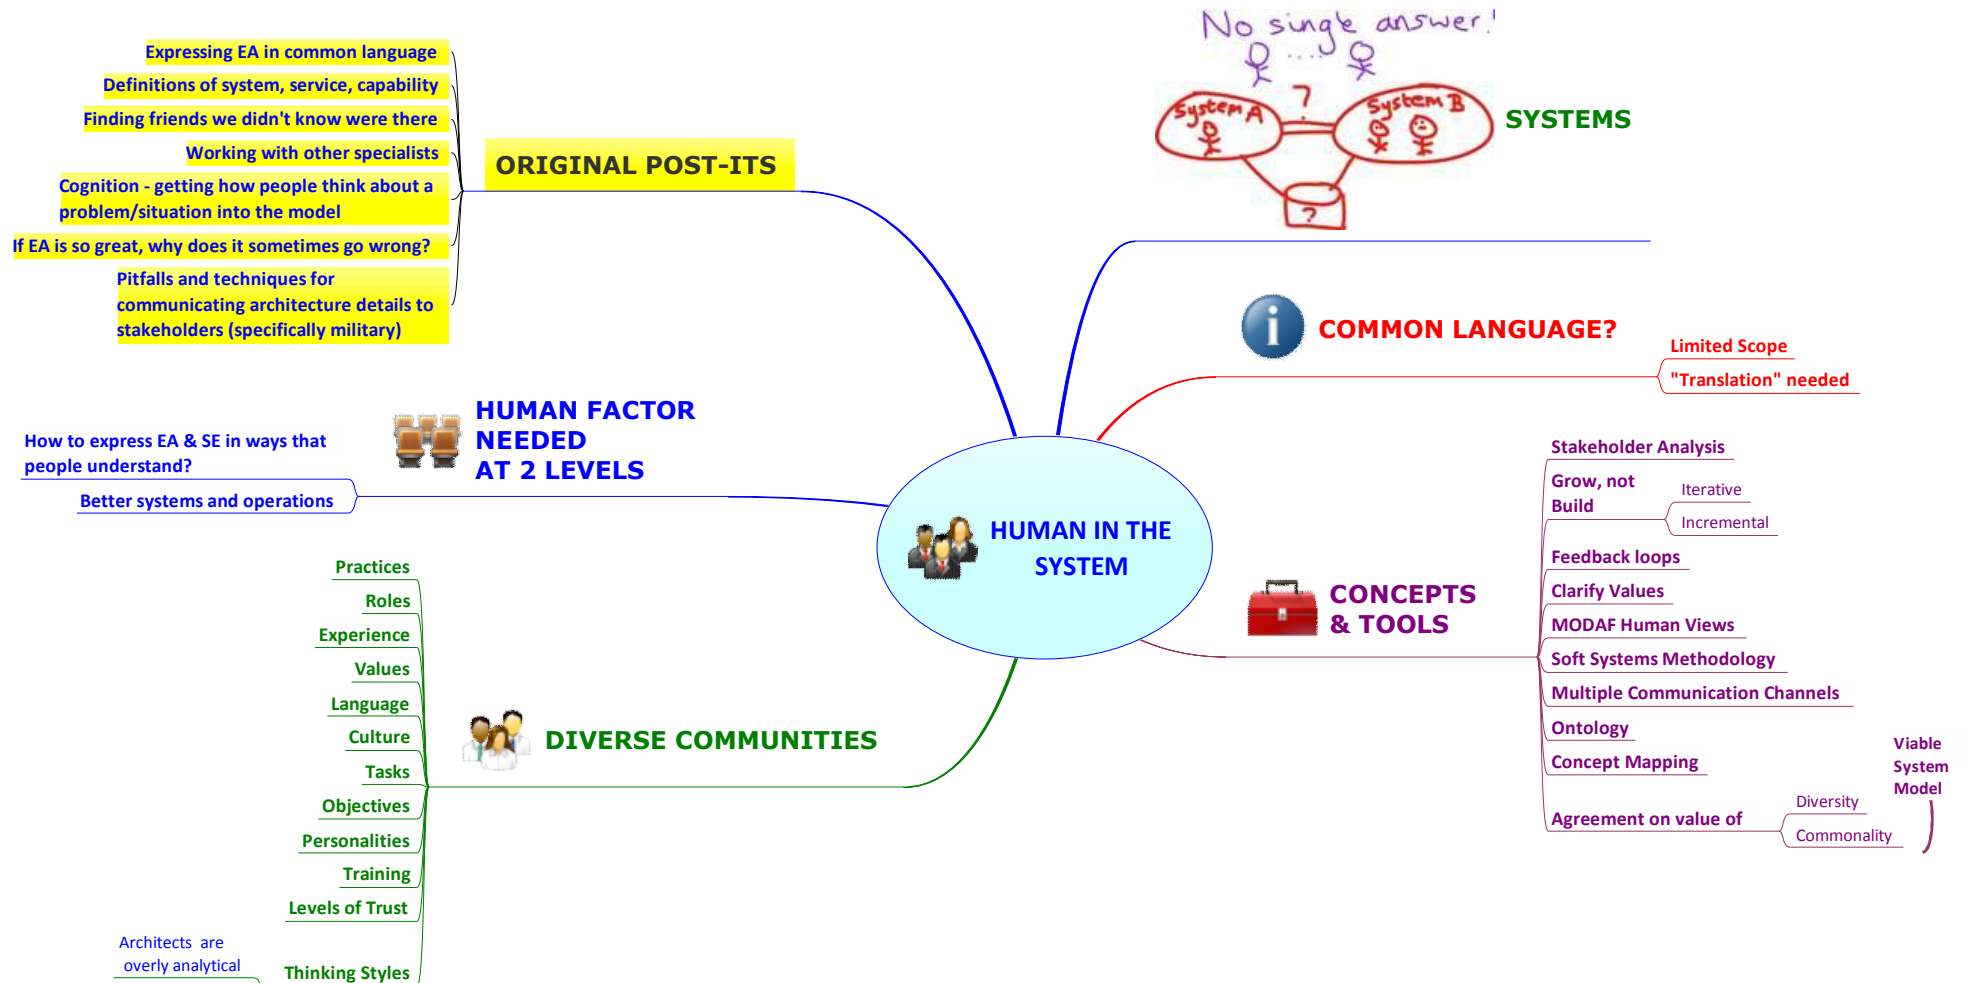 Expressing EA in common language
Definitions of system, service, capability
Finding friends we didn't know were there
Working with other specialists
Cognition - getting how people think about a
problem/situation into the model
If EA is so great, why does it sometimes go wrong?
Pitfalls and techniques for
communicating architecture details to
stakeholders (specifically military)
ORIGINAL POST-ITS
No single answer!
System A
?
System B
?
SYSTEMS
COMMON LANGUAGE?
Limited Scope
"Translation" needed
HUMAN FACTOR
NEEDED
AT 2 LEVELS
How to express EA & SE in ways that
people understand?
Better systems and operations
HUMAN IN THE
SYSTEM
CONCEPTS
& TOOLS
Stakeholder Analysis
Grow, not
Build
Iterative
Incremental
Feedback loops
Clarify Values
MODAF Human Views
Soft Systems Methodology
Multiple Communication Channels
Ontology
Concept Mapping
Agreement on value of
Diversity
Commonality
Viable
System
Model
DIVERSE COMMUNITIES
Practices
Roles
Experience
Values
Language
Culture
Tasks
Objectives
Personalities
Training
Levels of Trust
Thinking Styles
Architects are
overly analytical